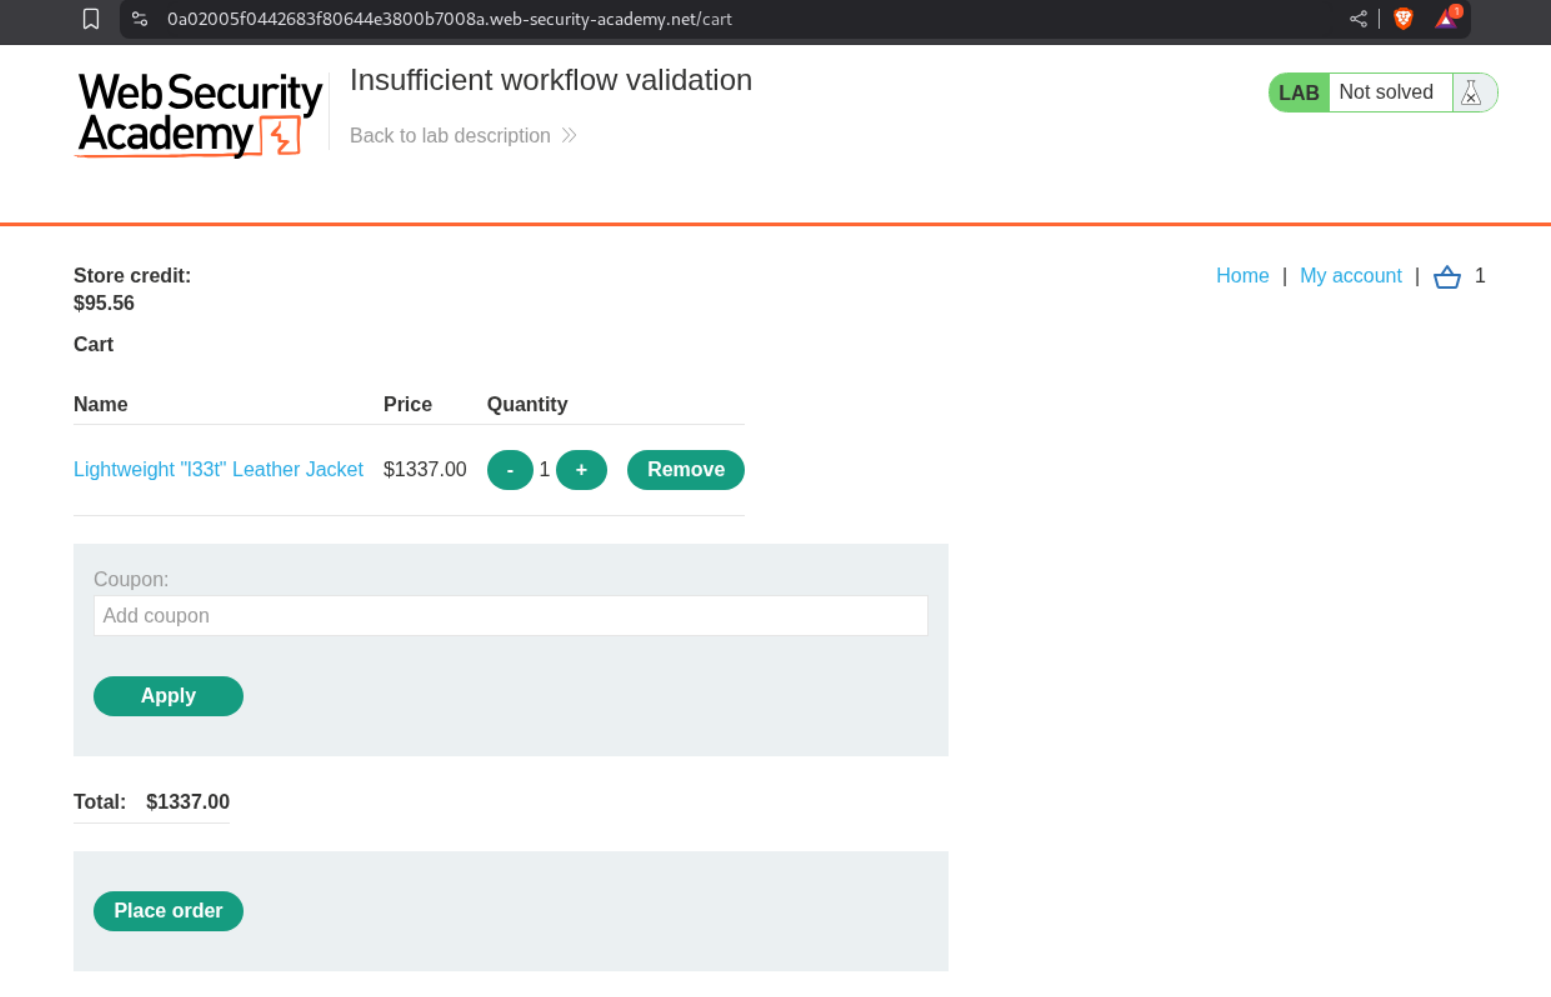 0a02005f0442683f80644e3800b7008a.web-security-academy.net/cart
1
Web Security
Academy
Insufficient workflow validation
Back to lab description
LAB Not solved
Store credit:
$95.56
Home | My account | 1
Cart
Name Price Quantity
Lightweight "l33t" Leather Jacket $1337.00 - 1 + Remove
Coupon:
Add coupon
Apply
Total: $1337.00
Place order